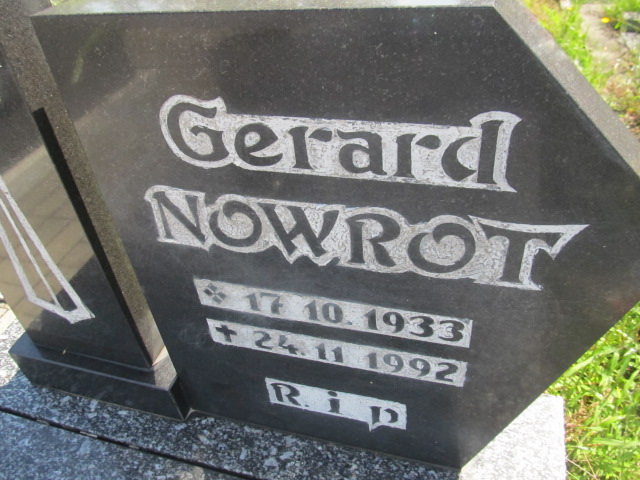 Gerard
NOWROT
17 10. 1933
✝ 24. 11 1992
R. i p